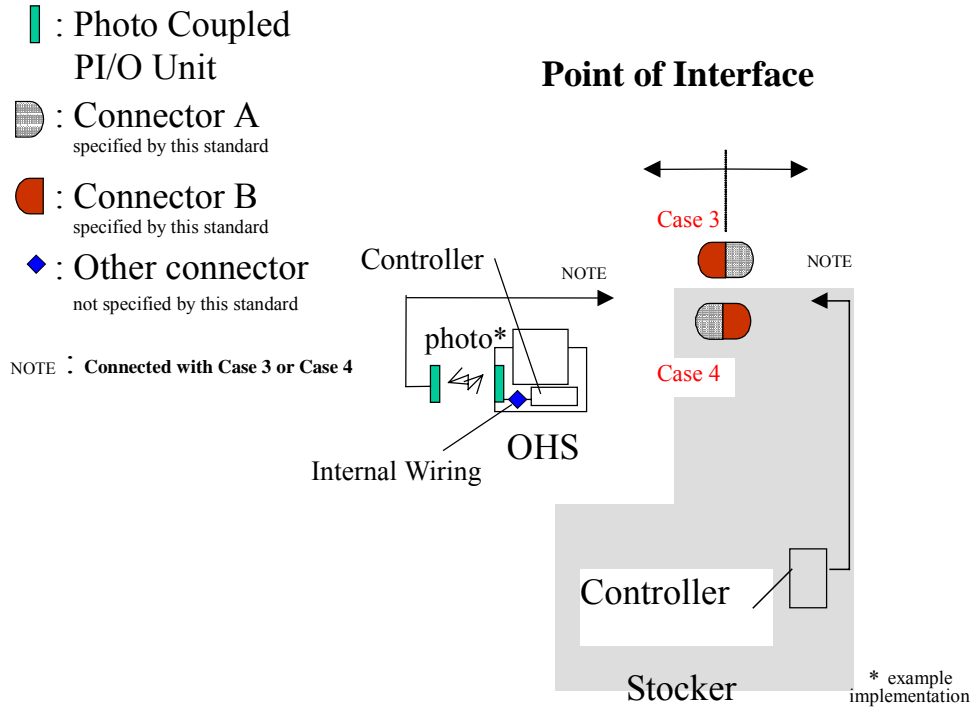 : Photo Coupled
PI/O Unit
: Connector A
specified by this standard
: Connector B
specified by this standard
: Other connector
not specified by this standard
NOTE : Connected with Case 3 or Case 4
Point of Interface
Case 3
NOTE
NOTE
Controller
photo*
Case 4
OHS
Internal Wiring
Controller
Stocker
* example
implementation